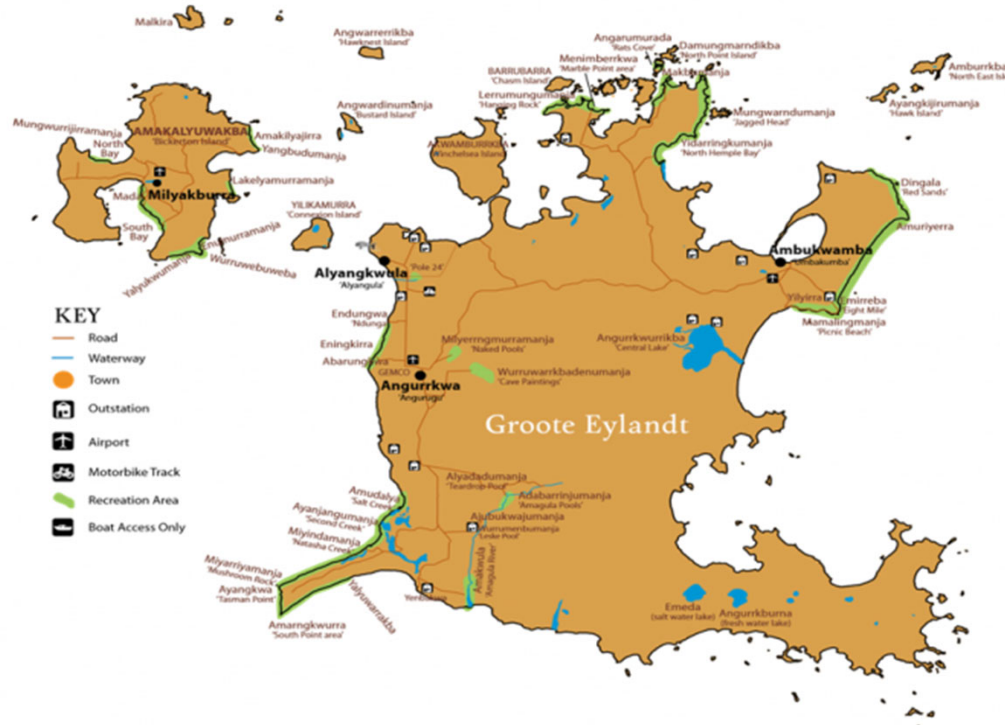 Malkira
Angwarrerrikba
'Hawknest Island'
Angarumurada
'Rats Cove'
Damungmarndikba
'North Point Island'
Menimberrkwa
'Marble Point area'
BARRUBARRA
'Chasm Island'
Makbumanja
Amburrkba
'North East Isl
Lerrumungumanja
'Hanging Rock'
Angwardinumanja
'Bustard Island'
Mungwarndumanja
'Jagged Head'
Ayangkijirumanja
'Hawk Island'
Mungwurrijirramanja
North
Bay
AMAKALYUWAKBA
'Bickerton Island'
Amakilyajirra
Yangbudumanja
AKWAMBURRKBA
'Winchelsea Island'
Yidarringkumanja
'North Hemple Bay'
Lakelyamurramanja
Milyakburra
Mada
Dingala
'Red Sands'
YILIKAMURRA
'Connexion Island'
South
Bay
Emunurramanja
Amuriyerra
Yalyukwumanja
Wurruwebuweba
Ambukwamba
'Umbakumba'
Alyangkwula
'Alyangula'
'Pole 24'
Yilyirra
Emirreba
'Eight Mile'
Mamalingmanja
'Picnic Beach'
KEY
Road
Waterway
Town
Outstation
Airport
Motorbike Track
Recreation Area
Boat Access Only
Endungwa
'Ndunga'
Eningkirra
Abarungkwa
GEMCO
Milyerrngmurramanja
'Naked Pools'
Angurrkwurrikba
'Central Lake'
Angurrkwa
'Angurugu'
Wurruwarrkbadenumanja
'Cave Paintings'
Groote Eylandt
Alyadadumanja
'Teardrop Pool'
Amudalya
'Salt Creek'
Adabarrinjumanja
'Amagula Pools'
Ayanjangumanja
'Second Creek'
Ajubukwajumanja
'Leske Pool'
Miyindamanja
'Natasha Creek'
Amakwula
'Amagula River'
Miyarriyamanja
'Mushroom Rock'
Ayangkwa
'Tasman Point'
Yalyuwarrakba
Amarngkwurra
'South Point area'
Emeda
(salt water lake)
Angurrkburna
(fresh water lake)